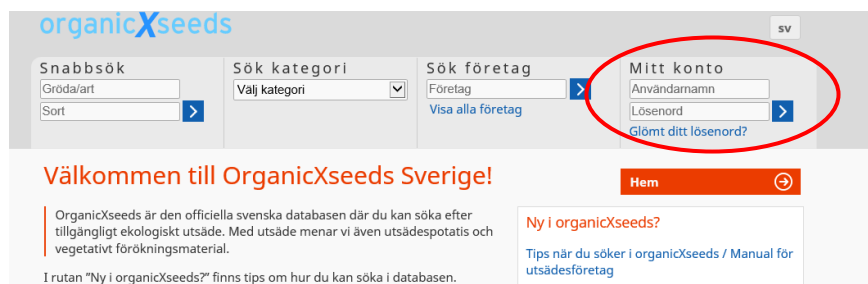 organicXseeds
sv
Snabbsök
Gröda/art
Sort
Sök kategori
Välj kategori
Sök företag
Företag
Visa alla företag
Mitt konto
Användarnamn
Lösenord
Glömt ditt lösenord?
Välkommen till OrganicXseeds Sverige!
OrganicXseeds är den officiella svenska databasen där du kan söka efter
tillgängligt ekologiskt utsäde. Med utsäde menar vi även utsädespotatis och
vegetativt förökningsmaterial.
I rutan ”Ny i organicXseeds?” finns tips om hur du kan söka i databasen.
Hem
Ny i organicXseeds?
Tips när du söker i organicXseeds / Manual för
utsädesföretag